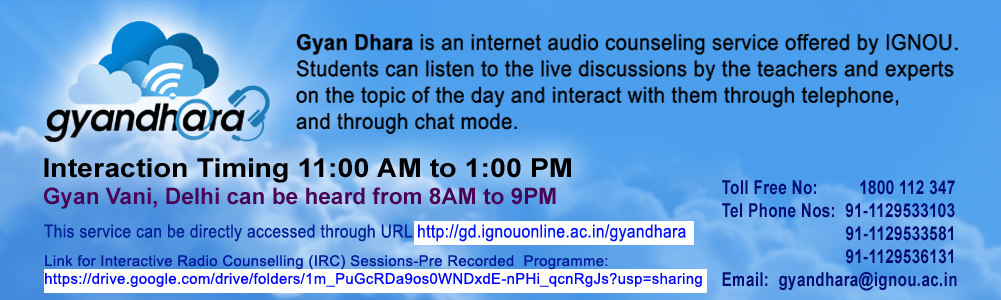 gyandh@ra
Gyan Dhara is an internet audio counseling service offered by IGNOU.
Students can listen to the live discussions by the teachers and experts
on the topic of the day and interact with them through telephone,
and through chat mode.
Interaction Timing 11:00 AM to 1:00 PM
Gyan Vani, Delhi can be heard from 8AM to 9PM
This service can be directly accessed through URL http://gd.ignouonline.ac.in/gyandhara
Link for Interactive Radio Counselling (IRC) Sessions-Pre Recorded Programme:
https://drive.google.com/drive/folders/1m_PuGcRDa9os0WNDxdE-nPHi_qcnRgJs?usp=sharing
Toll Free No: 1800 112 347
Tel Phone Nos: 91-1129533103
91-1129533581
91-1129536131
Email: gyandhara@ignou.ac.in